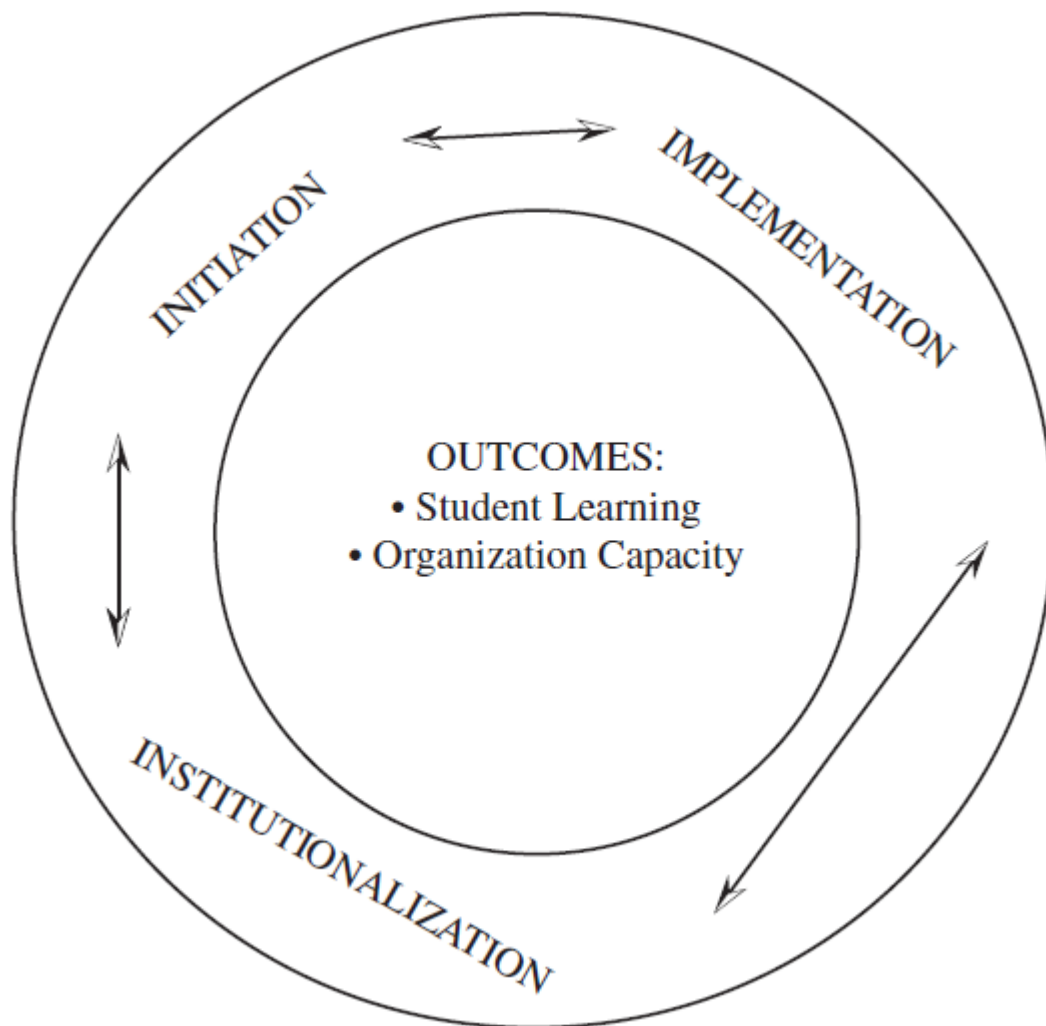 INITIATION
IMPLEMENTATION
OUTCOMES:
• Student Learning
• Organization Capacity
INSTITUTIONALIZATION